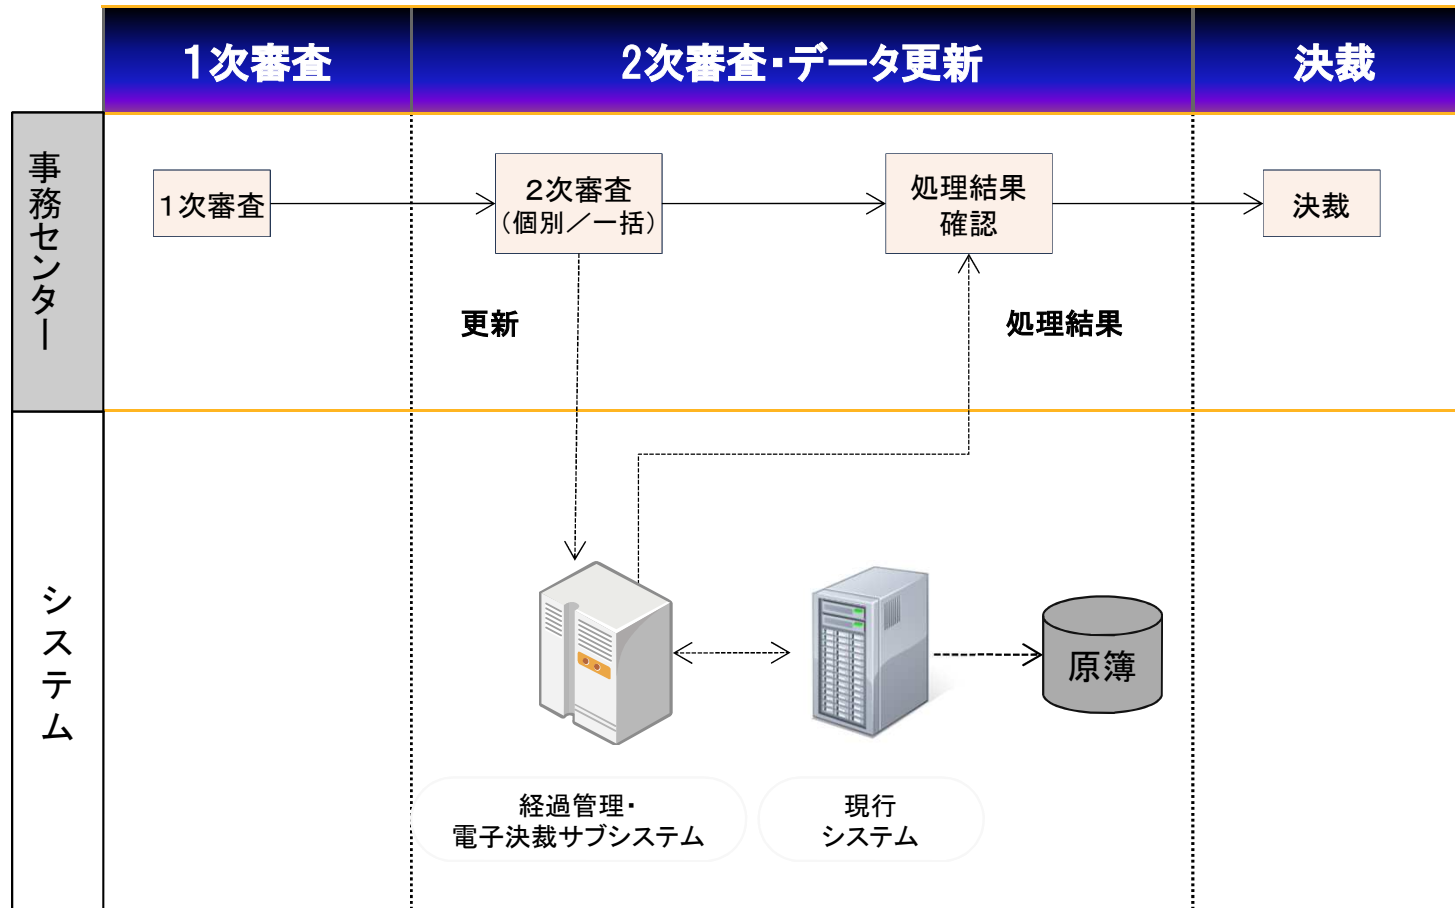 1次審査
2次審査・データ更新
決裁
事務センター
1次審査
2次審査
(個別／一括)
処理結果
確認
決裁
更新
処理結果
システム
原簿
経過管理・
電子決裁サブシステム
現行
システム